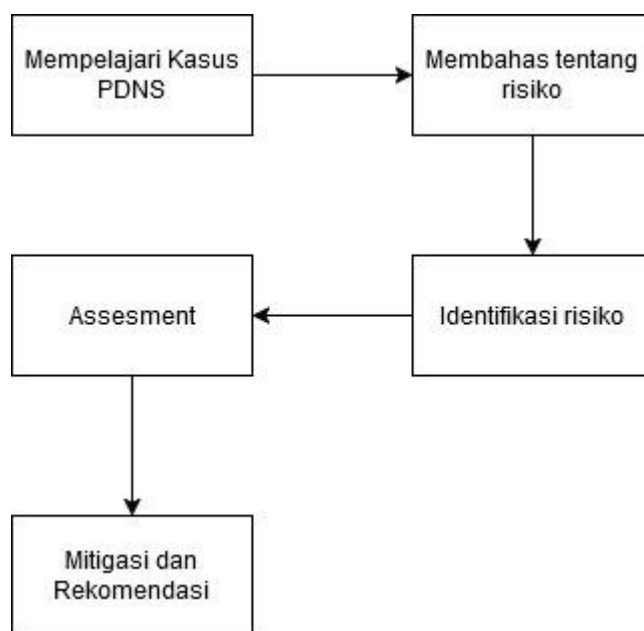 Mempelajari Kasus
PDNS
Membahas tentang
risiko
Identifikasi risiko
Assesment
Mitigasi dan
Rekomendasi